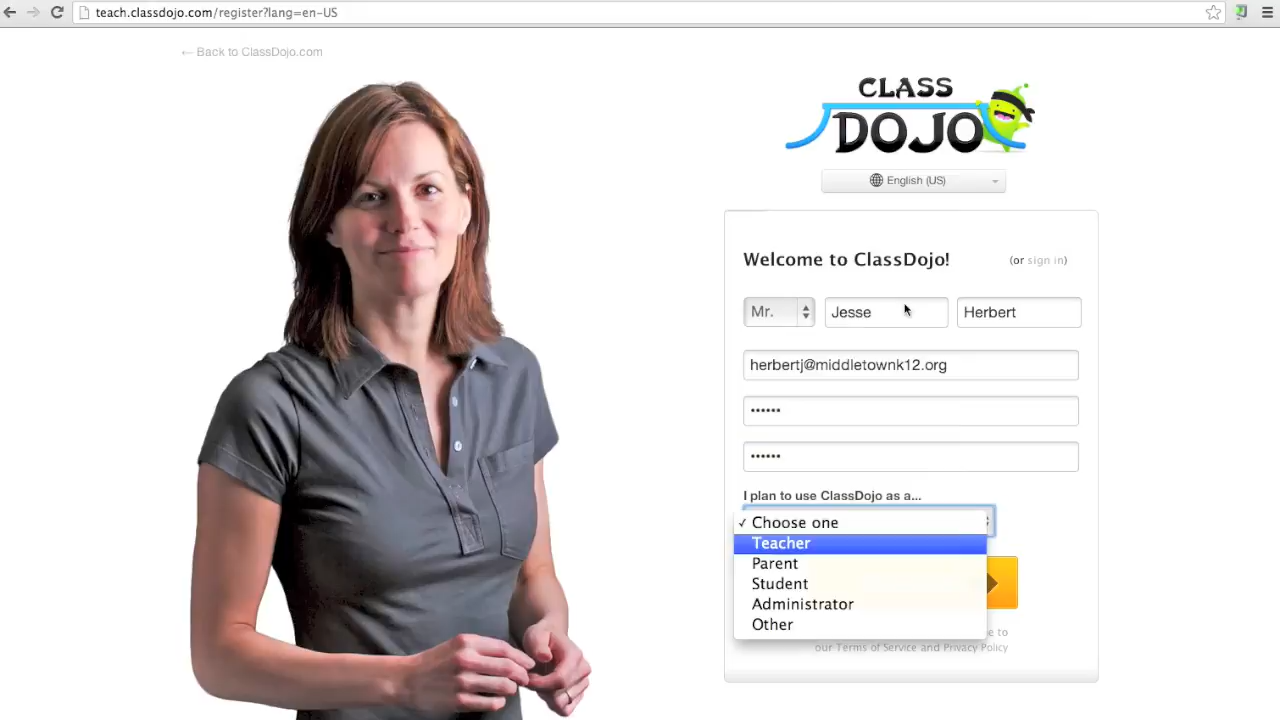 teach.classdojo.com/register?lang=en-US
← Back to ClassDojo.com
CLASS
DOJO
English (US)
Welcome to ClassDojo!
(or sign in)
Mr.
Jesse
Herbert
herbertj@middletownk12.org
••••••
••••••
I plan to use ClassDojo as a...
✓ Choose one
Teacher
Parent
Student
Administrator
Other
e to
our Terms of Service and Privacy Policy